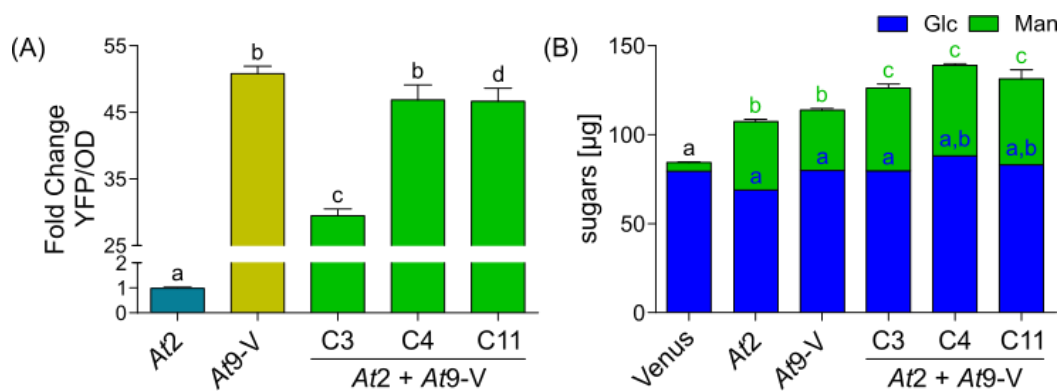 (A)
Fold Change
YFP/OD
55
45
35
25
2
1
0
a
b
c
b
d
At2
At9-V
C3
C4
C11
At2 + At9-V
(B)
Glc
Man
sugars [µg]
150
100
50
0
a
b
b
c
c
c
a
a
a
a,b
a,b
Venus
At2
At9-V
C3
C4
C11
At2 + At9-V